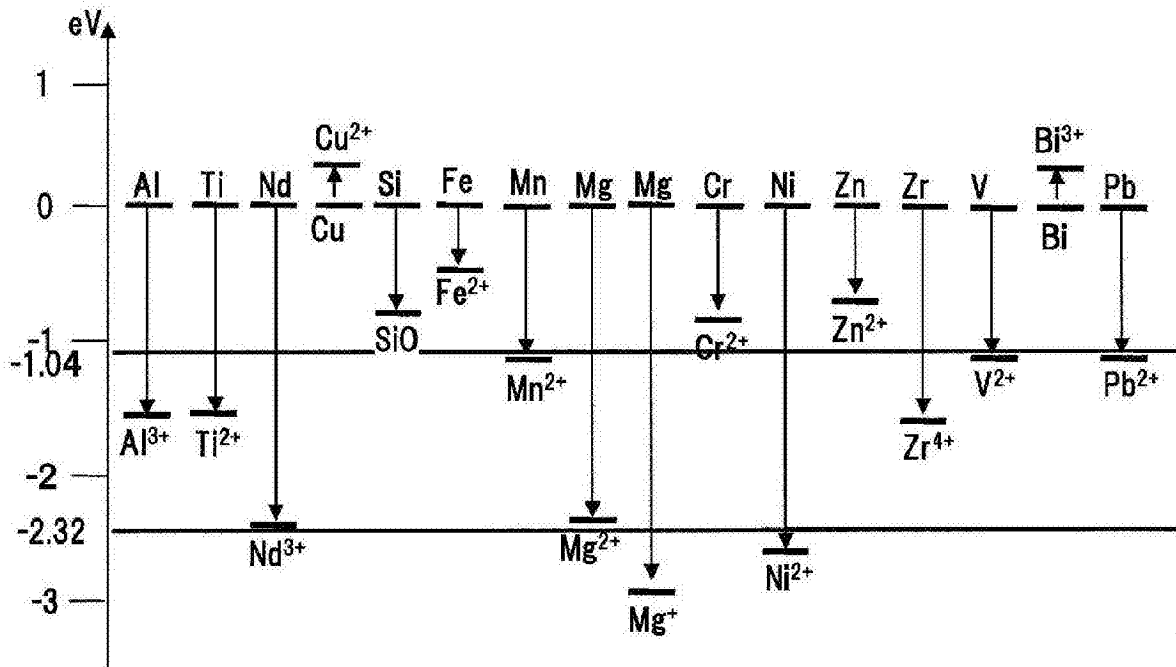 eV
1
Cu²⁺
Bi³⁺
Al Ti Nd Si Fe Mn Mg Mg Cr Ni Zn Zr V Pb
0
Cu
Bi
Fe²⁺
SiO
Cr²⁺
Zn²⁺
-1
-1.04
Mn²⁺
V²⁺
Pb²⁺
Al³⁺
Ti²⁺
Zr⁴⁺
-2
-2.32
Nd³⁺
Mg²⁺
Ni²⁺
-3
Mg⁺